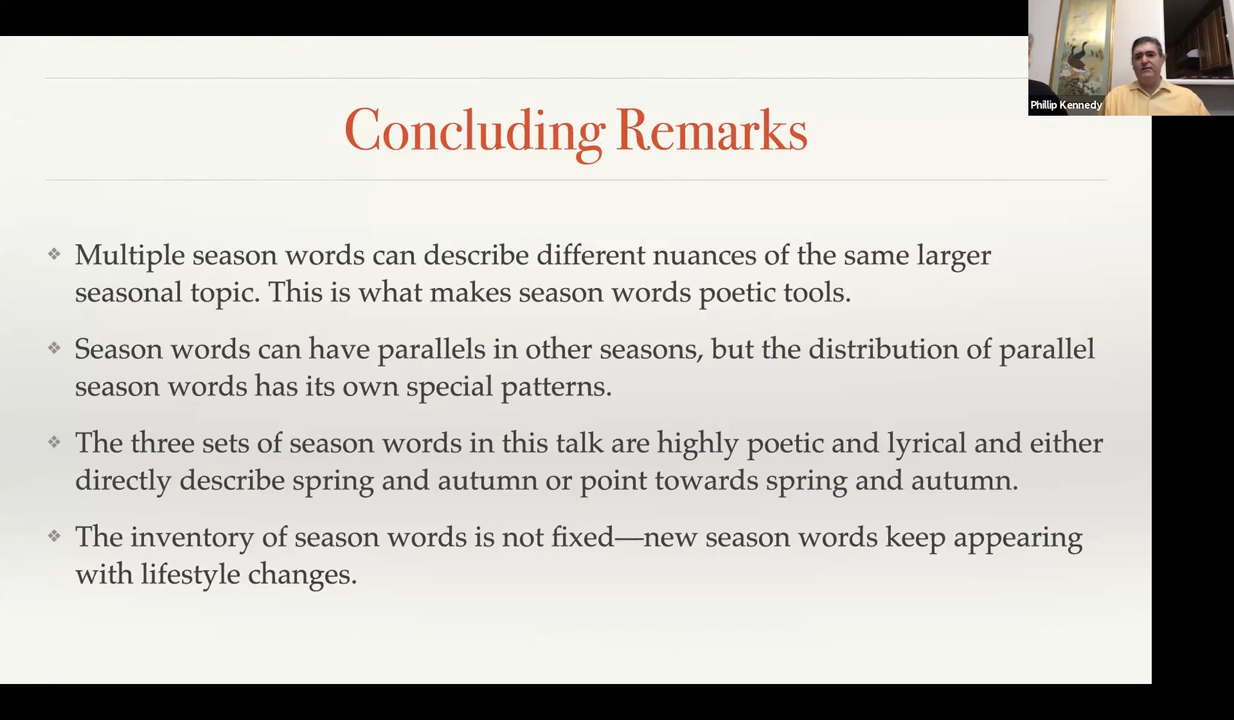 Phillip Kennedy
Concluding Remarks
❖ Multiple season words can describe different nuances of the same larger
seasonal topic. This is what makes season words poetic tools.
❖ Season words can have parallels in other seasons, but the distribution of parallel
season words has its own special patterns.
❖ The three sets of season words in this talk are highly poetic and lyrical and either
directly describe spring and autumn or point towards spring and autumn.
❖ The inventory of season words is not fixed—new season words keep appearing
with lifestyle changes.